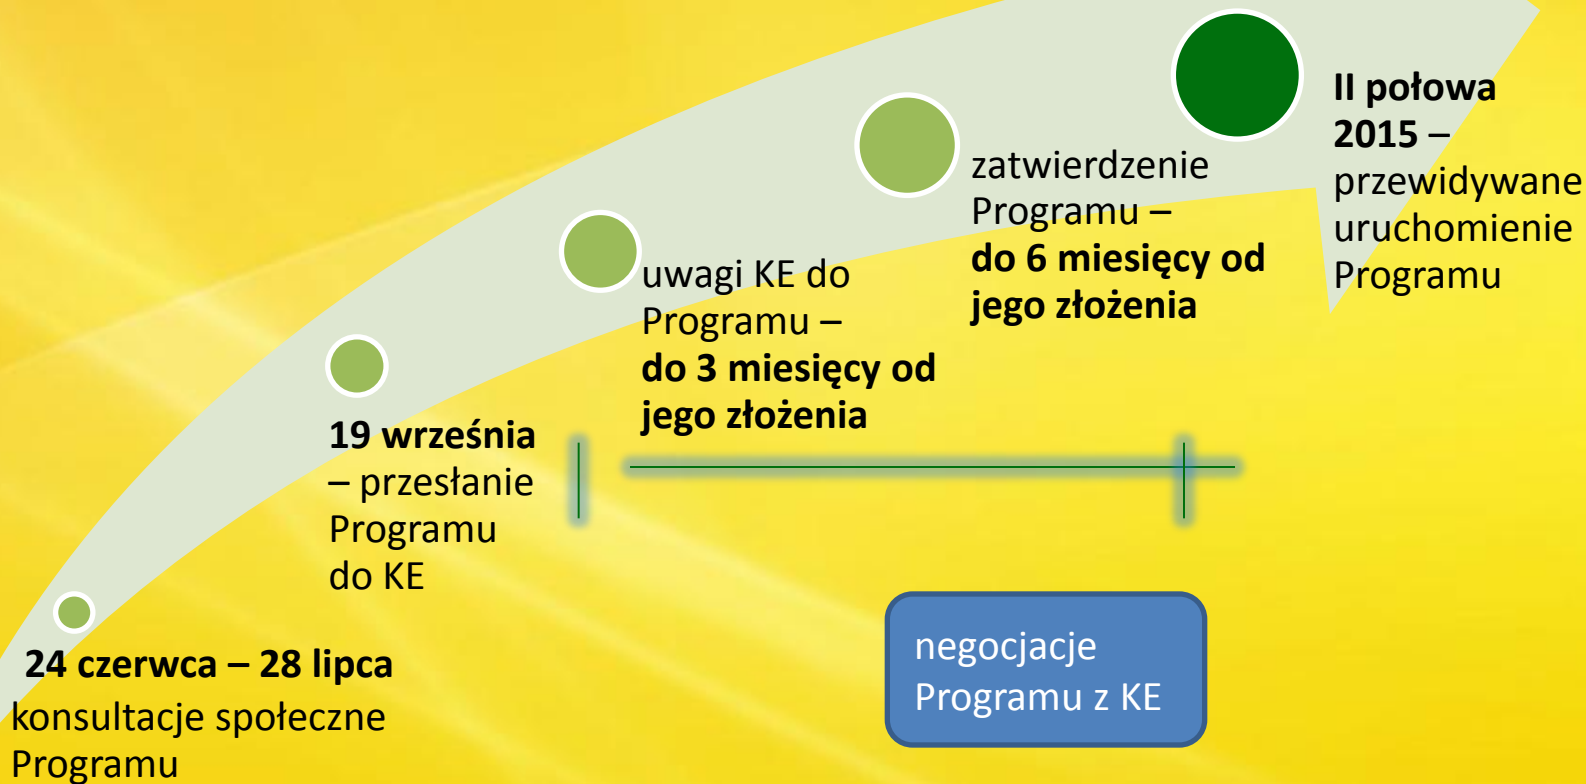 24 czerwca – 28 lipca
konsultacje społeczne
Programu
19 września
– przesłanie
Programu
do KE
uwagi KE do
Programu –
do 3 miesięcy od
jego złożenia
zatwierdzenie
Programu –
do 6 miesięcy od
jego złożenia
II połowa
2015 –
przewidywane
uruchomienie
Programu
negocjacje
Programu z KE